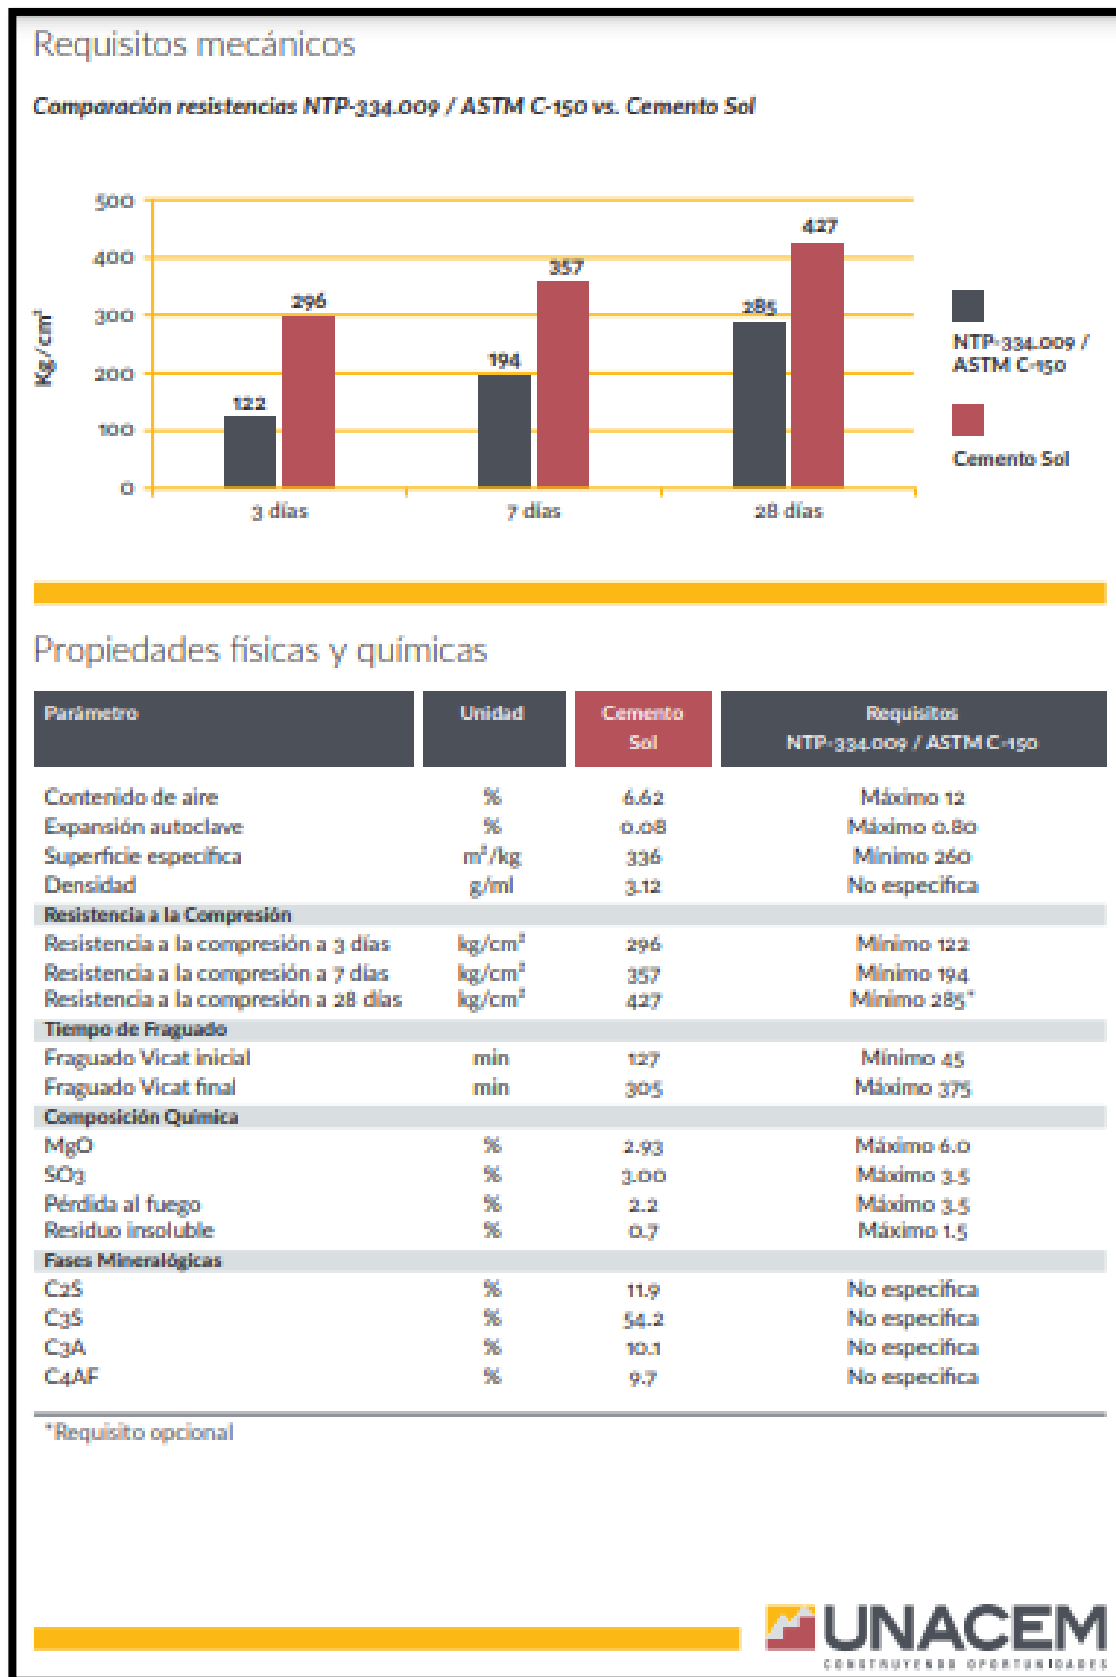 Requisitos mecánicos
Comparación resistencias NTP-334.009 / ASTM C-150 vs. Cemento Sol
500
400
300
200
100
0
Kg/cm²
122
296
194
357
285
427
3 días
7 días
28 días
NTP-334.009 /
ASTM C-150
Cemento Sol
Propiedades físicas y químicas
Parámetro Unidad Cemento Sol Requisitos NTP-334.009 / ASTM C-150
Contenido de aire % 6.62 Máximo 12
Expansión autoclave % 0.08 Máximo 0.80
Superficie específica m²/kg 336 Mínimo 260
Densidad g/ml 3.12 No específica
Resistencia a la Compresión
Resistencia a la compresión a 3 días kg/cm² 296 Mínimo 122
Resistencia a la compresión a 7 días kg/cm² 357 Mínimo 194
Resistencia a la compresión a 28 días kg/cm² 427 Mínimo 285*
Tiempo de Fraguado
Fraguado Vicat inicial min 127 Mínimo 45
Fraguado Vicat final min 305 Máximo 375
Composición Química
MgO % 2.93 Máximo 6.0
SO3 % 3.00 Máximo 3.5
Pérdida al fuego % 2.2 Máximo 3.5
Residuo insoluble % 0.7 Máximo 1.5
Fases Mineralógicas
C2S % 11.9 No específica
C3S % 54.2 No específica
C3A % 10.1 No específica
C4AF % 9.7 No específica
*Requisito opcional
UNACEM
CONSTRUYENDO OPORTUNIDADES